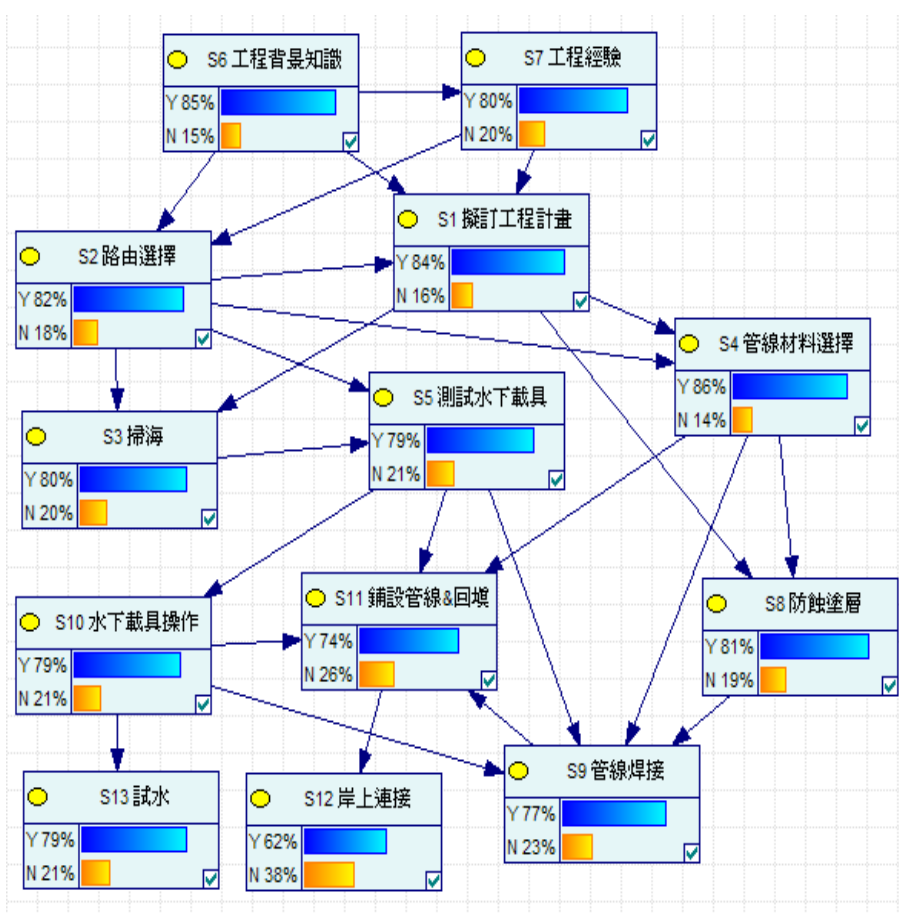 S6 工程背景知識
Y 85%
N 15%
S7 工程經驗
Y 80%
N 20%
S1 擬訂工程計畫
Y 84%
N 16%
S2 路由選擇
Y 82%
N 18%
S4 管線材料選擇
Y 86%
N 14%
S5 測試水下載具
Y 79%
N 21%
S3 掃海
Y 80%
N 20%
S11 鋪設管線&回填
Y 74%
N 26%
S8 防蝕塗層
Y 81%
N 19%
S10 水下載具操作
Y 79%
N 21%
S9 管線焊接
Y 77%
N 23%
S13 試水
Y 79%
N 21%
S12 岸上連接
Y 62%
N 38%